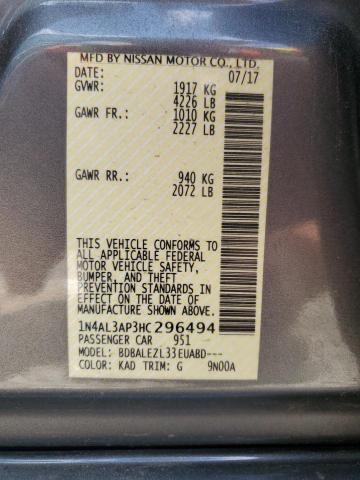 MFD BY NISSAN MOTOR CO., LTD.
DATE: 07/17
GVWR: 1917 KG
4226 LB
GAWR FR.: 1010 KG
2227 LB
GAWR RR.: 940 KG
2072 LB
THIS VEHICLE CONFORMS TO
ALL APPLICABLE FEDERAL
MOTOR VEHICLE SAFETY,
BUMPER, AND THEFT
PREVENTION STANDARDS IN
EFFECT ON THE DATE OF
MANUFACTURE SHOWN ABOVE.
1N4AL3AP3HC296494
PASSENGER CAR 951
MODEL: BDBALEZL33EUABD---
COLOR: KAD TRIM: G 9N00A